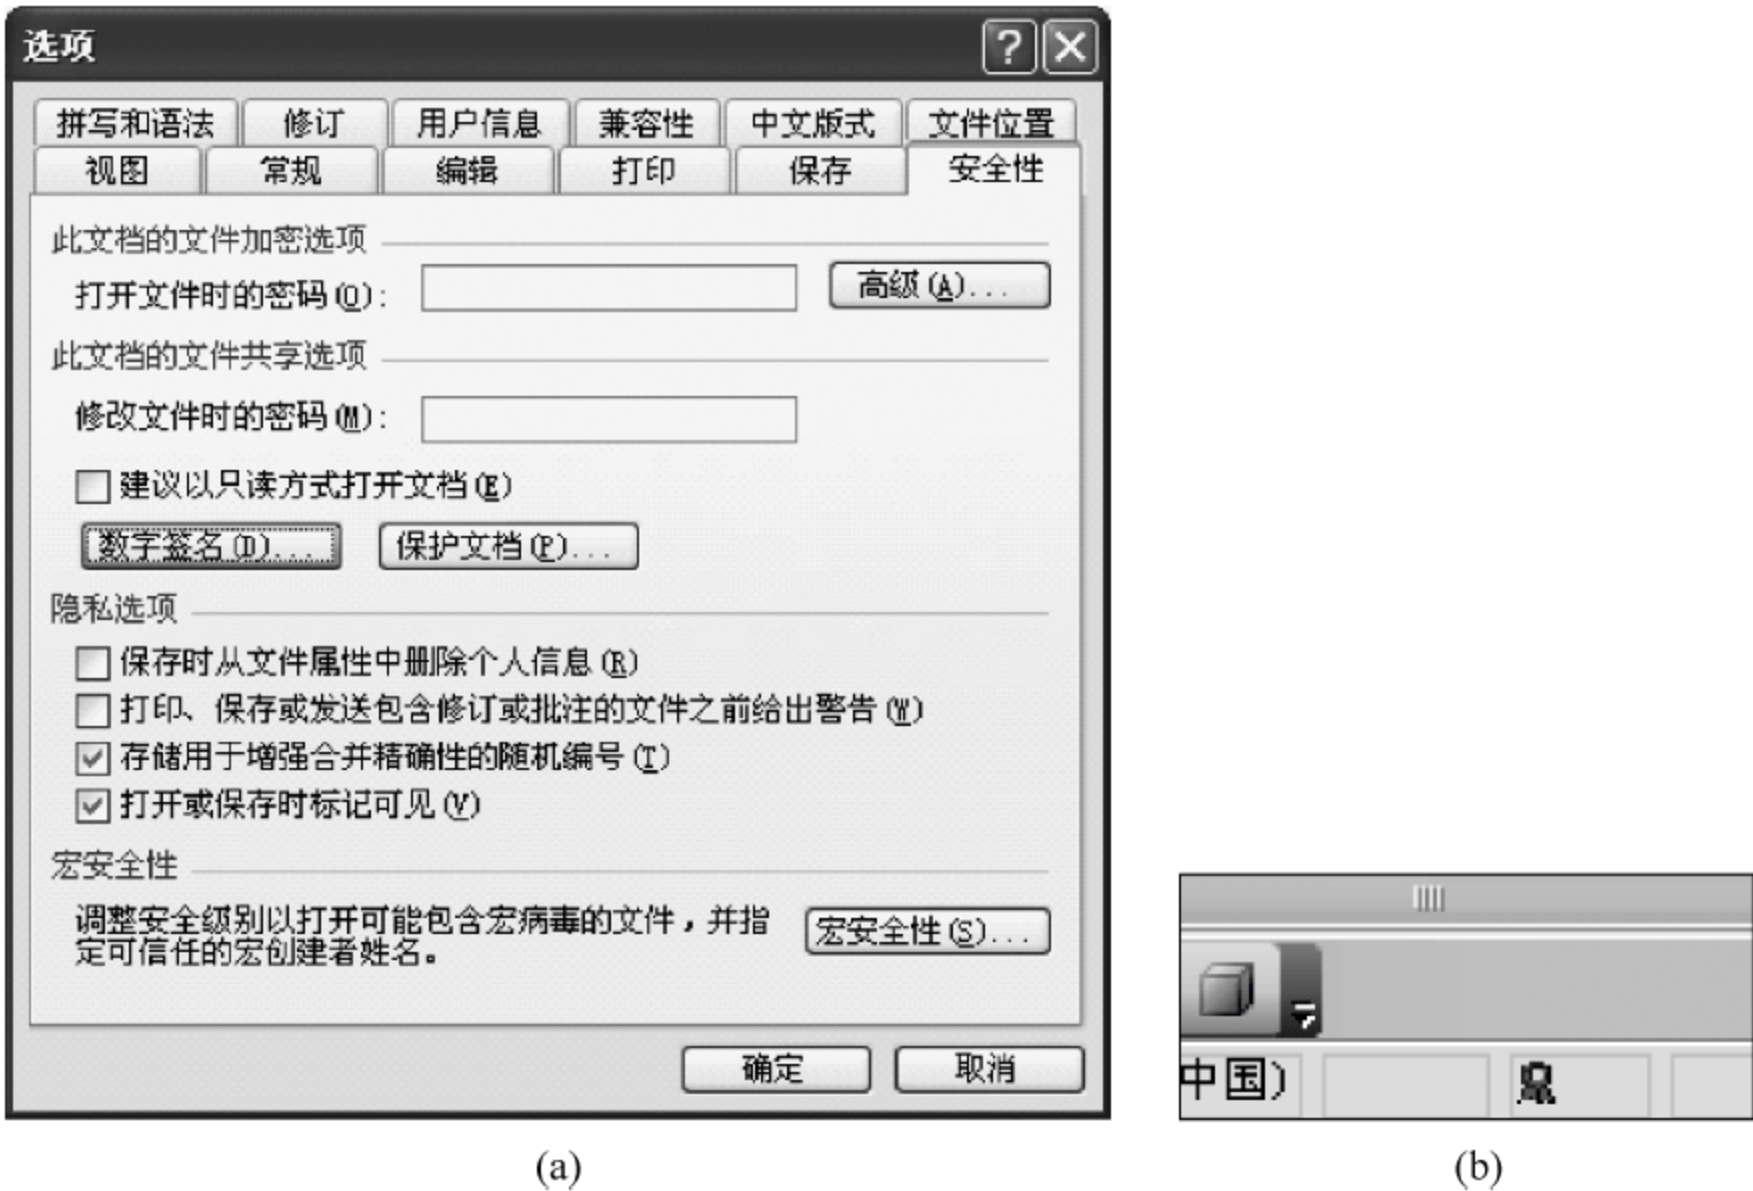 选项
拼写和语法 修订 用户信息 兼容性 中文版式 文件位置
视图 常规 编辑 打印 保存 安全性
此文档的文件加密选项
打开文件时的密码(O): 高级(A)...
此文档的文件共享选项
修改文件时的密码(M):
建议以只读方式打开文档(E)
数字签名(D)... 保护文档(P)...
隐私选项
保存时从文件属性中删除个人信息(R)
打印、保存或发送包含修订或批注的文件之前给出警告(W)
存储用于增强合并精确性的随机编号(T)
打开或保存时标记可见(V)
宏安全性
调整安全级别以打开可能包含宏病毒的文件，并指
定可信任的宏创建者姓名。 宏安全性(S)...
确定 取消
中国)
(a) (b)